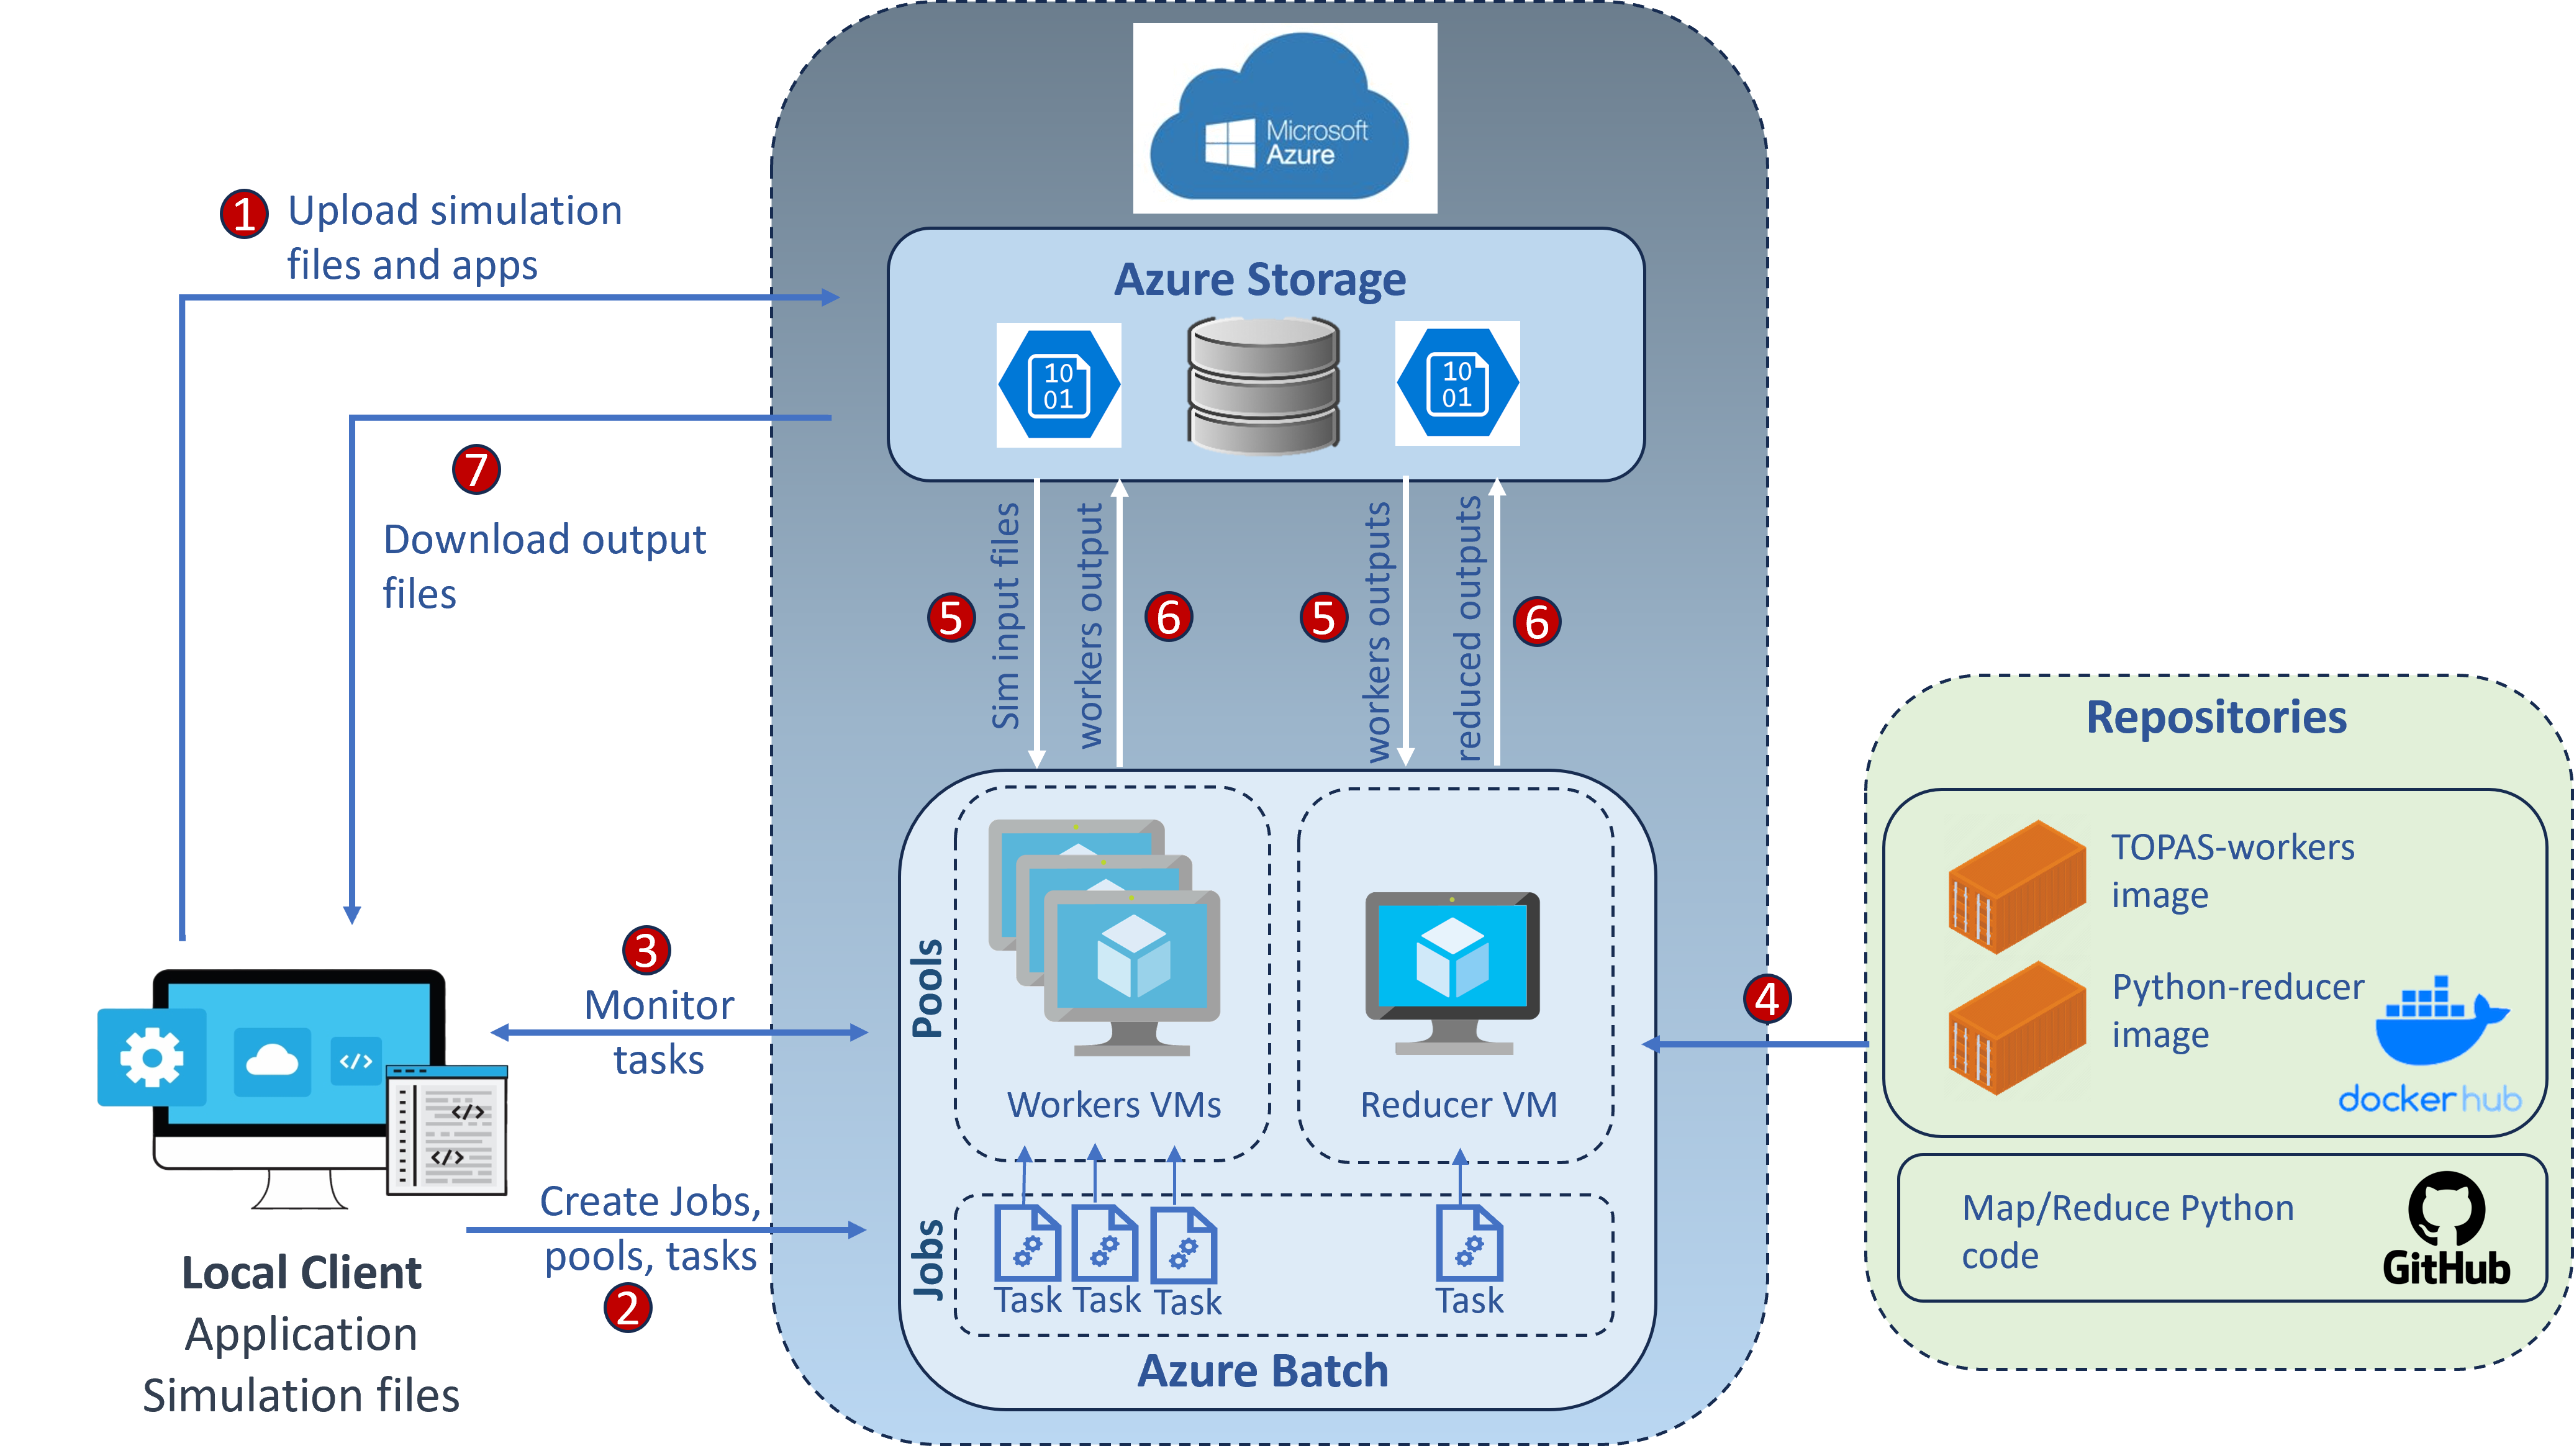 Microsoft
Azure
1
Upload simulation
files and apps
Azure Storage
10
01
10
01
7
Download output
files
5
Sim input files
workers output
6
5
workers outputs
reduced outputs
6
Repositories
TOPAS-workers
image
Python-reducer
image
dockerhub
Map/Reduce Python
code
GitHub
4
Pools
Workers VMs
Reducer VM
3
Monitor
tasks
</>
</>
</>
Create Jobs,
pools, tasks
2
Jobs
Task
Task
Task
Task
Azure Batch
Local Client
Application
Simulation files